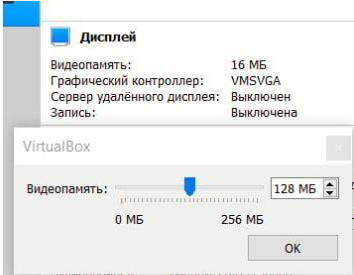 Дисплей
Видеопамять: 16 МБ
Графический контроллер: VMSVGA
Сервер удалённого дисплея: Выключен
Запись: Выключена
VirtualBox
Видеопамять: 128 МБ
0 МБ 256 МБ
OK